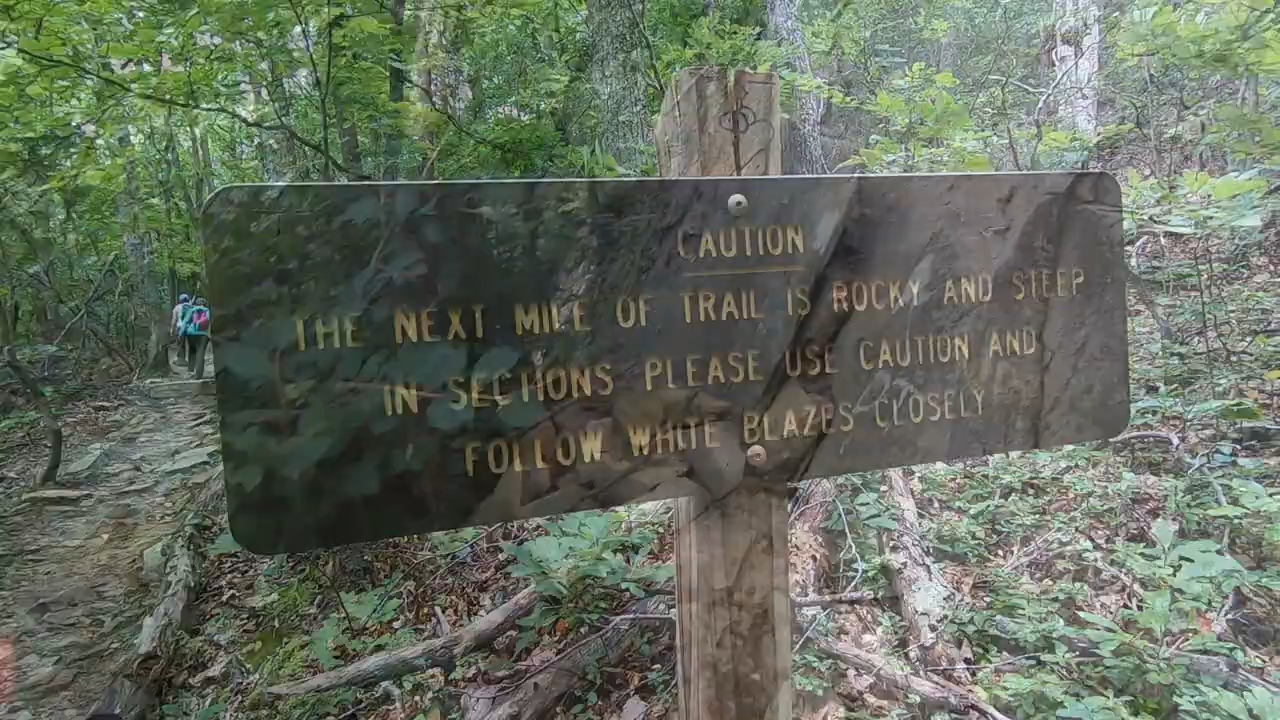 CAUTION
THE NEXT MILE OF TRAIL IS ROCKY AND STEEP
IN SECTIONS PLEASE USE CAUTION AND
FOLLOW WHITE BLAZES CLOSELY